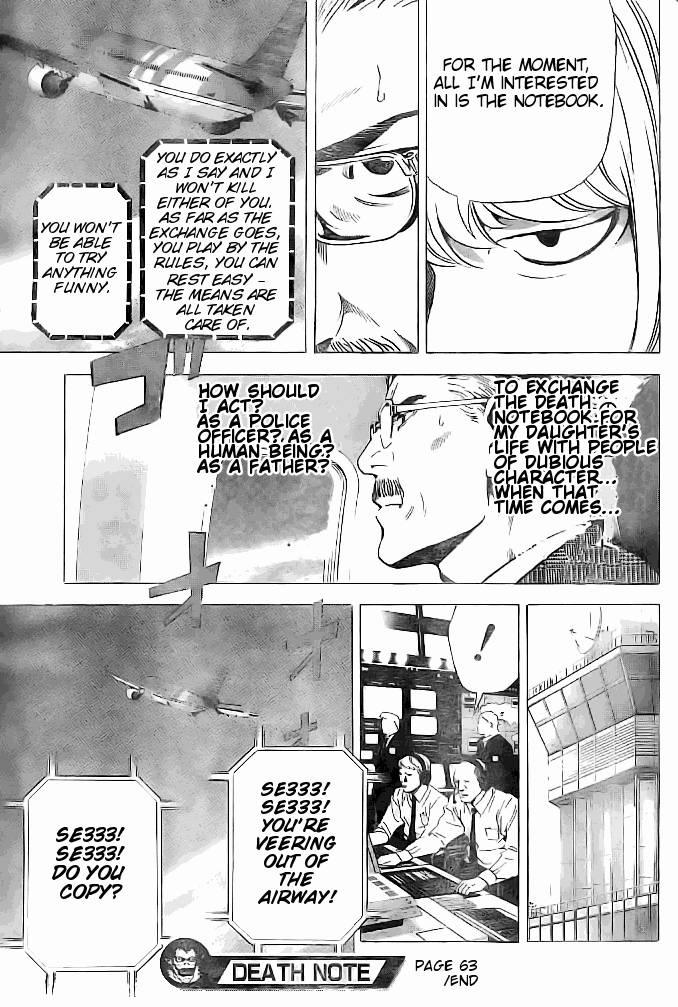 FOR THE MOMENT,
ALL I'M INTERESTED
IN IS THE NOTEBOOK.
YOU DO EXACTLY
AS I SAY AND I
WON'T KILL
EITHER OF YOU.
AS FAR AS THE
EXCHANGE GOES,
YOU PLAY BY THE
RULES, YOU CAN
REST EASY –
THE MEANS ARE
ALL TAKEN
CARE OF.
YOU WON'T
BE ABLE
TO TRY
ANYTHING
FUNNY.
TO EXCHANGE
THE DEATH
NOTEBOOK FOR
MY DAUGHTER'S
LIFE WITH PEOPLE
OF DUBIOUS
CHARACTER...
WHEN THAT
TIME COMES...
HOW SHOULD
I ACT?
AS A POLICE
OFFICER? AS A
HUMAN BEING?
AS A FATHER?
ゴオオオ
!
SE333!
SE333!
YOU'RE
VEERING
OUT OF
THE
AIRWAY!
SE333!
SE333!
DO YOU
COPY?
DEATH NOTE
PAGE 63
/END